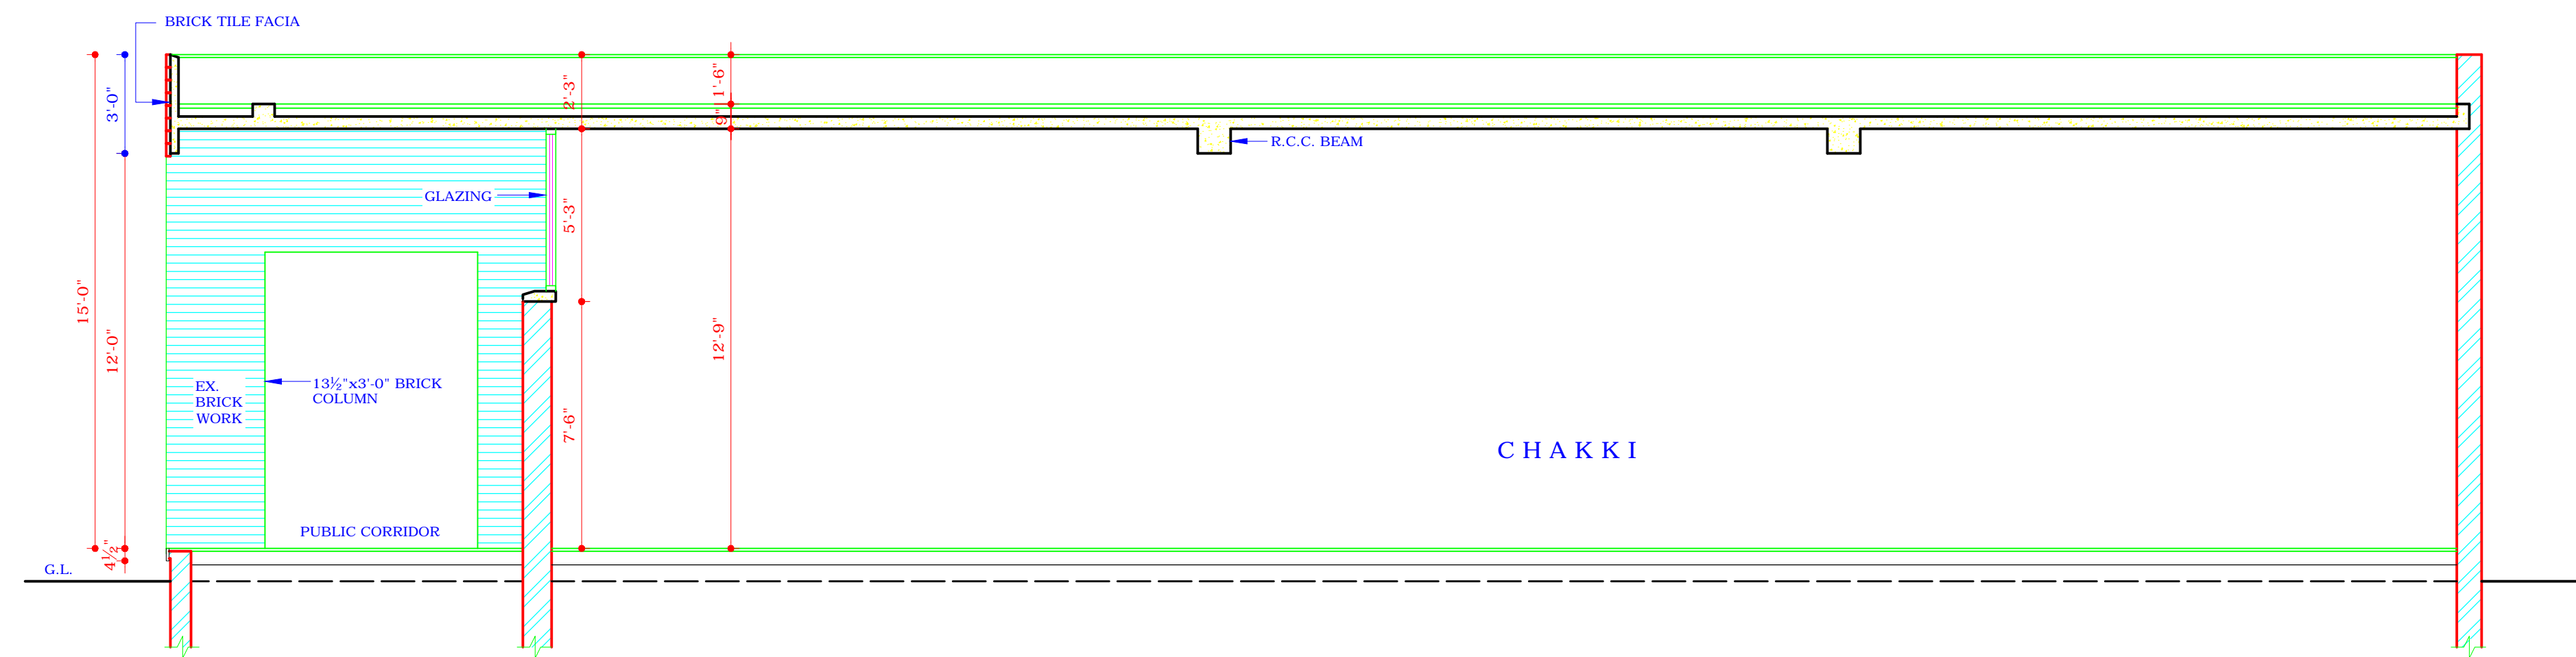 BRICK TILE FACIA
3'-0"
2'-3"
1'-6"
9"
R.C.C. BEAM
GLAZING
5'-3"
15'-0"
12'-0"
12'-9"
EX.
BRICK
WORK
13½"x3'-0" BRICK
COLUMN
7'-6"
CHAKKI
PUBLIC CORRIDOR
4½"
G.L.